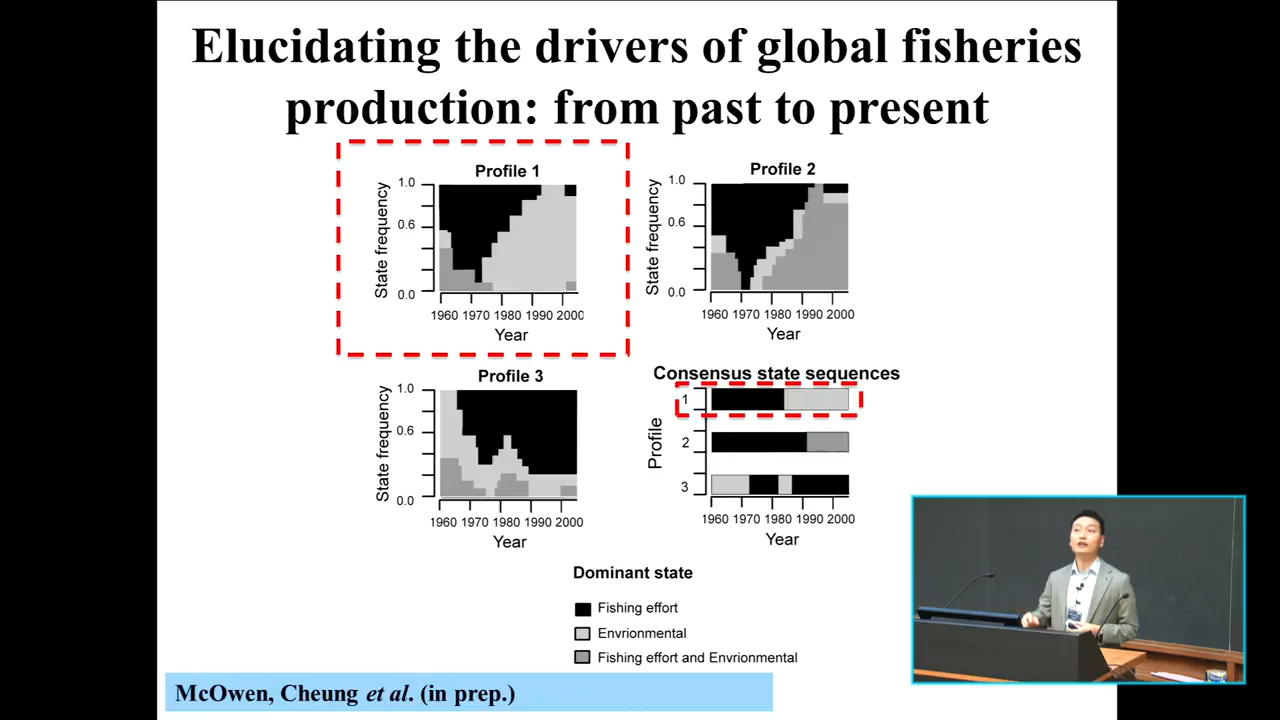 Elucidating the drivers of global fisheries
production: from past to present
Profile 1
State frequency
1.0
0.6
0.0
1960 1970 1980 1990 2000
Year
Profile 2
State frequency
1.0
0.6
0.0
1960 1970 1980 1990 2000
Year
Profile 3
State frequency
1.0
0.6
0.0
1960 1970 1980 1990 2000
Year
Consensus state sequences
Profile
1
2
3
1960 1970 1980 1990 2000
Year
Dominant state
Fishing effort
Envrionmental
Fishing effort and Envrionmental
McOwen, Cheung et al. (in prep.)